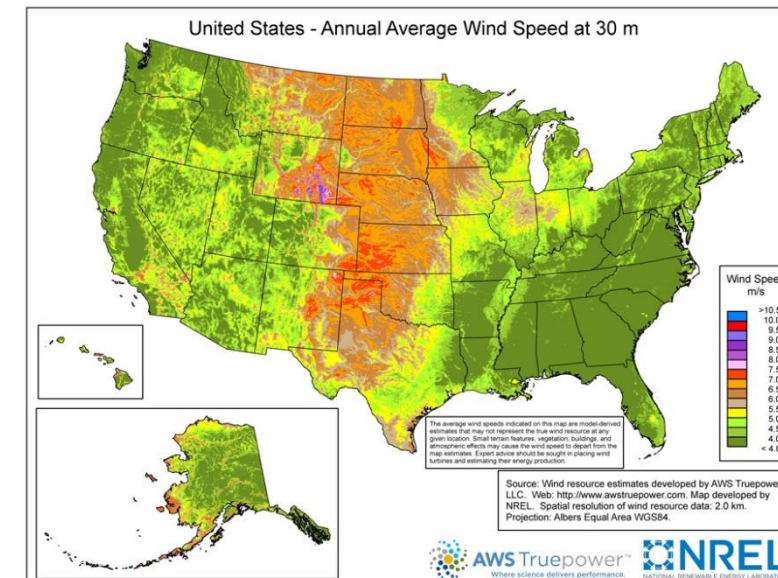 United States - Annual Average Wind Speed at 30 m
Wind Spee
m/s
>10.5
10.0
9.5
9.0
8.5
8.0
7.5
7.0
6.5
6.0
5.5
5.0
4.5
4.0
< 4.0
The average wind speeds indicated on this map are model-derived
estimates that may not represent the true wind resource at any
given location. Small terrain features, vegetation, buildings, and
atmospheric effects may cause the wind speed to depart from the
map estimates. Expert advice should be sought in placing wind
turbines and estimating their energy production.
Source: Wind resource estimates developed by AWS Truepowe
LLC. Web: http://www.awstruepower.com. Map developed by
NREL. Spatial resolution of wind resource data: 2.0 km.
Projection: Albers Equal Area WGS84.
AWS Truepower™
Where science delivers performance.
NREL
NATIONAL RENEWABLE ENERGY LABORA